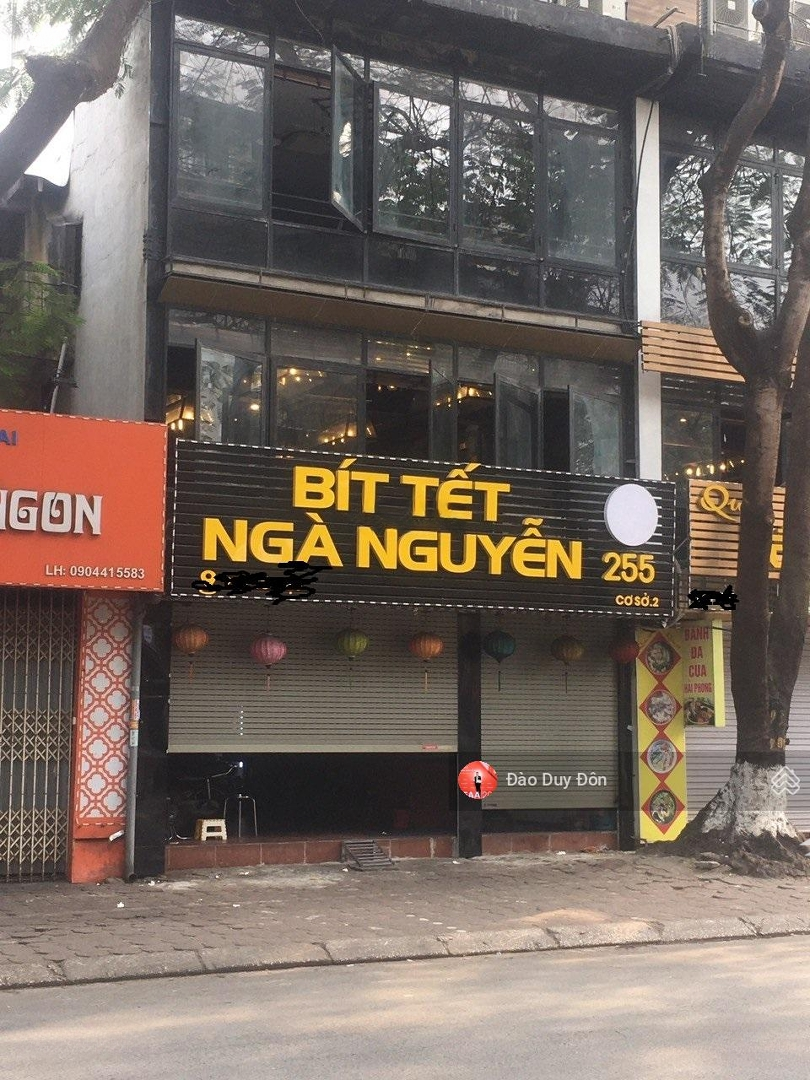 AI
NGON
LH: 0904415583
BÍT TẾT
NGÀ NGUYỄN
255
CƠ SỞ.2
BÁNH
ĐA
CUA
HẢI PHÒNG
Đào Duy Đôn